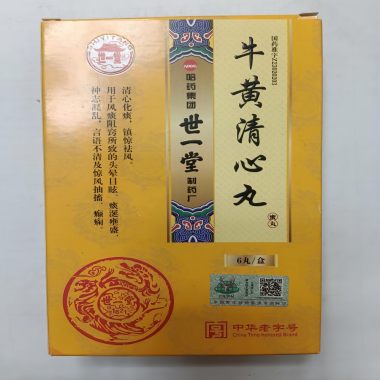 国药准字Z23020203
牛黄清心丸
蜜丸
哈药集团
世一堂
制药厂
清心化痰，镇惊祛风。
用于风痰阻窍所致的头晕目眩，痰涎壅盛，
神志混乱，言语不清及惊风抽搐，癫痫。
6丸/盒
中华老字号
China Time-honored Brand